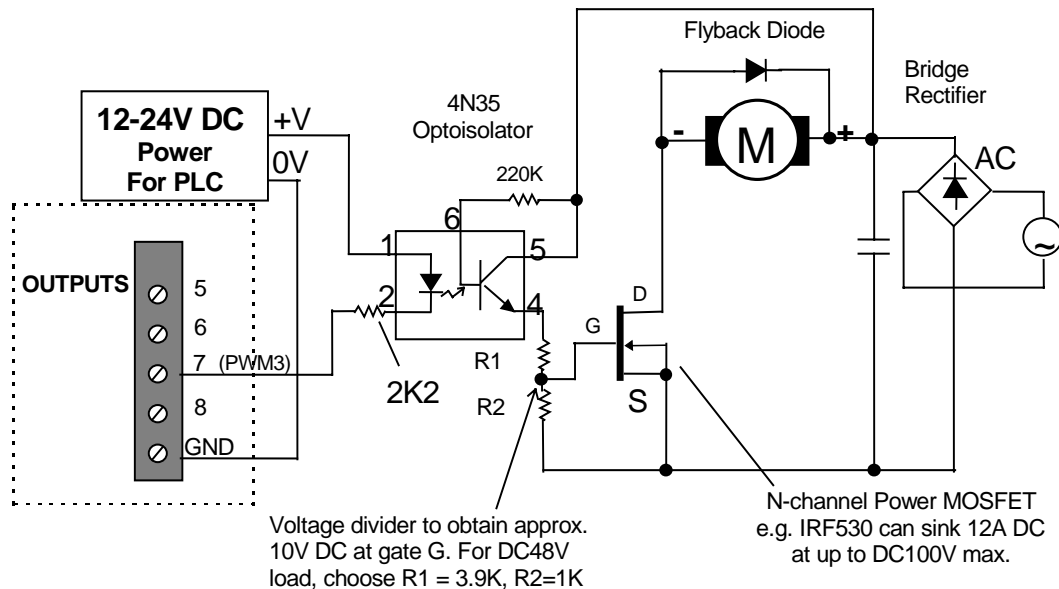 Flyback Diode
Bridge
Rectifier
12-24V DC
Power
For PLC
+V
0V
4N35
Optoisolator
220K
AC
M
-
+
~
6
1
5
2
4
OUTPUTS
5
6
7 (PWM3)
8
GND
2K2
R1
R2
D
G
S
N-channel Power MOSFET
e.g. IRF530 can sink 12A DC
at up to DC100V max.
Voltage divider to obtain approx.
10V DC at gate G. For DC48V
load, choose R1 = 3.9K, R2=1K